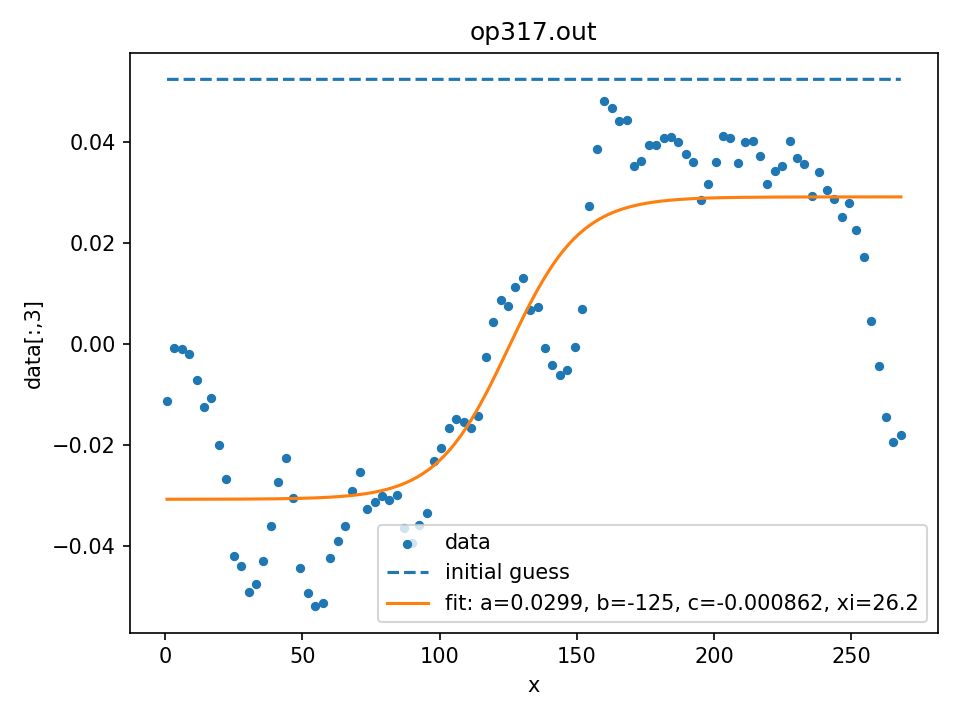 op317.out
0.04
0.02
0.00
−0.02
−0.04
data[:,3]
data
initial guess
fit: a=0.0299, b=-125, c=-0.000862, xi=26.2
0
50
100
150
200
250
x